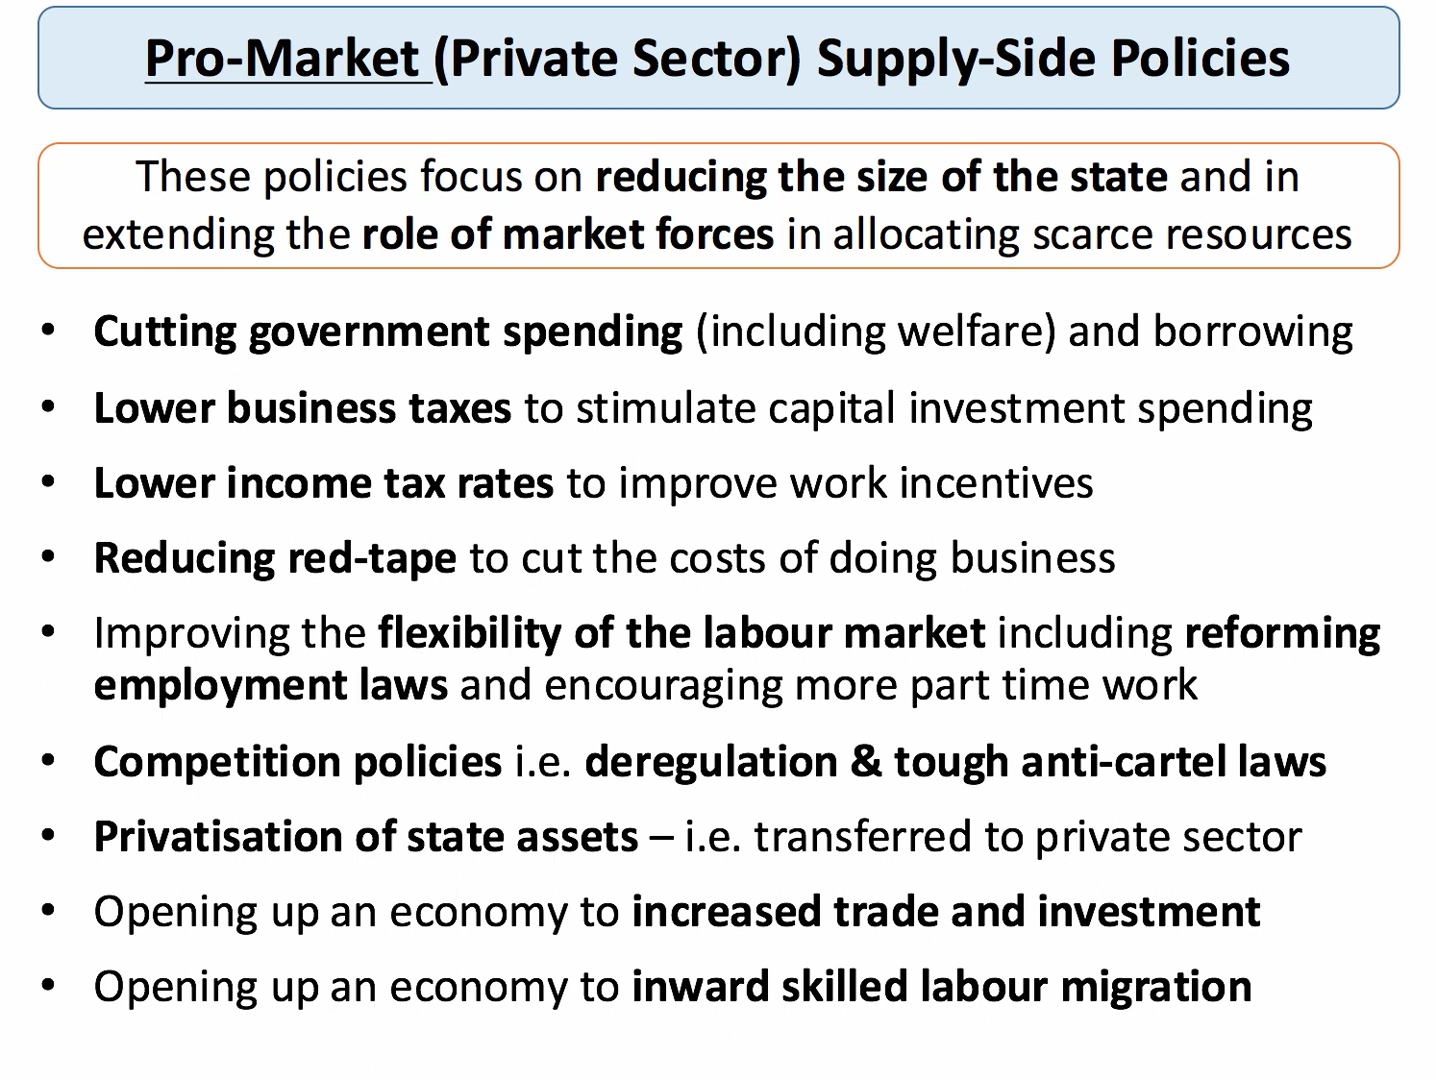 Pro-Market (Private Sector) Supply-Side Policies
These policies focus on reducing the size of the state and in
extending the role of market forces in allocating scarce resources
• Cutting government spending (including welfare) and borrowing
• Lower business taxes to stimulate capital investment spending
• Lower income tax rates to improve work incentives
• Reducing red-tape to cut the costs of doing business
• Improving the flexibility of the labour market including reforming
employment laws and encouraging more part time work
• Competition policies i.e. deregulation & tough anti-cartel laws
• Privatisation of state assets – i.e. transferred to private sector
• Opening up an economy to increased trade and investment
• Opening up an economy to inward skilled labour migration